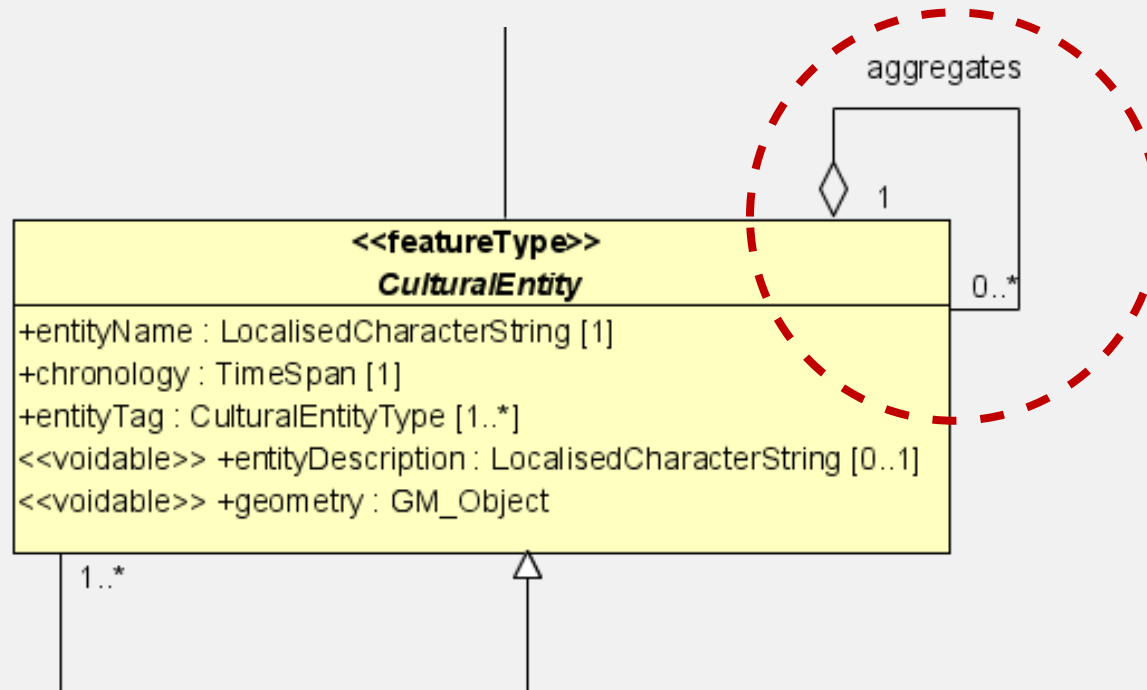 aggregates
1
<<featureType>>
CulturalEntity
0..*
+entityName : LocalisedCharacterString [1]
+chronology : TimeSpan [1]
+entityTag : CulturalEntityType [1..*]
<<voidable>> +entityDescription : LocalisedCharacterString [0..1]
<<voidable>> +geometry : GM_Object
1..*